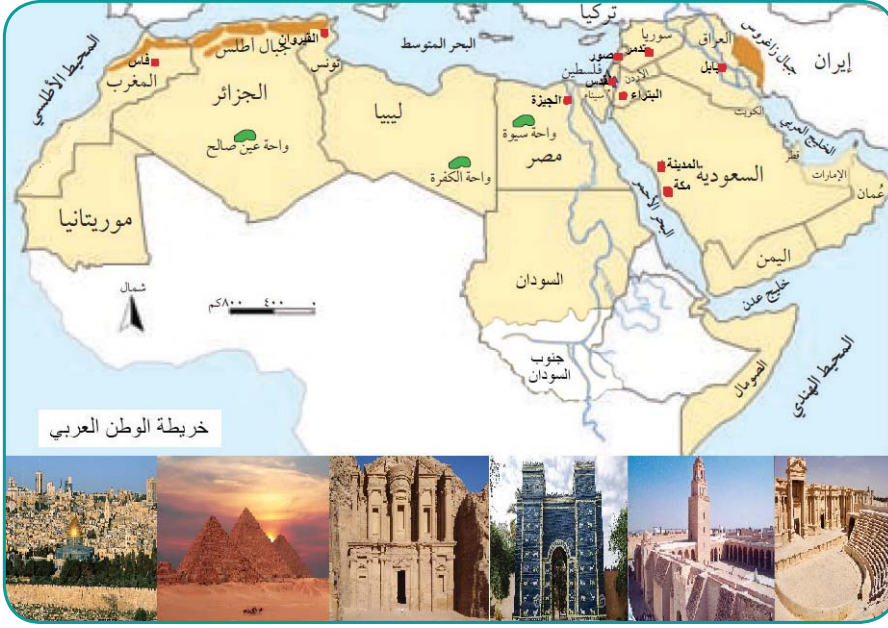 تركيا
المحيط الأطلسي
البحر المتوسط
جبال أطلس
القيروان
تونس
فاس
المغرب
الجزائر
واحة عين صالح
ليبيا
واحة الكفرة
موريتانيا
سوريا
تدمر
صور
العراق
بابل
جبال زاغروس
إيران
فلسطين
القدس
الأردن
البتراء
سيناء
الجيزة
واحة سيوة
مصر
الكويت
الخليج العربي
قطر
الإمارات
عُمان
السعودية
المدينة
مكة
البحر الأحمر
اليمن
خليج عدن
السودان
جنوب
السودان
الصومال
المحيط الهندي
شمال
٠ ٤٠٠ ٨٠٠كم
خريطة الوطن العربي